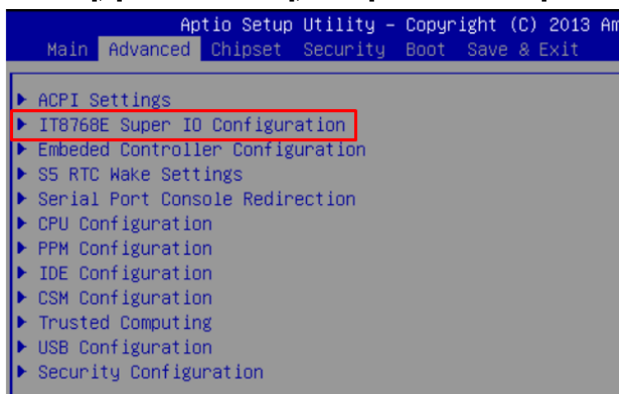 Aptio Setup Utility – Copyright (C) 2013 Am
Main Advanced Chipset Security Boot Save & Exit
ACPI Settings
IT8768E Super IO Configuration
Embeded Controller Configuration
S5 RTC Wake Settings
Serial Port Console Redirection
CPU Configuration
PPM Configuration
IDE Configuration
CSM Configuration
Trusted Computing
USB Configuration
Security Configuration